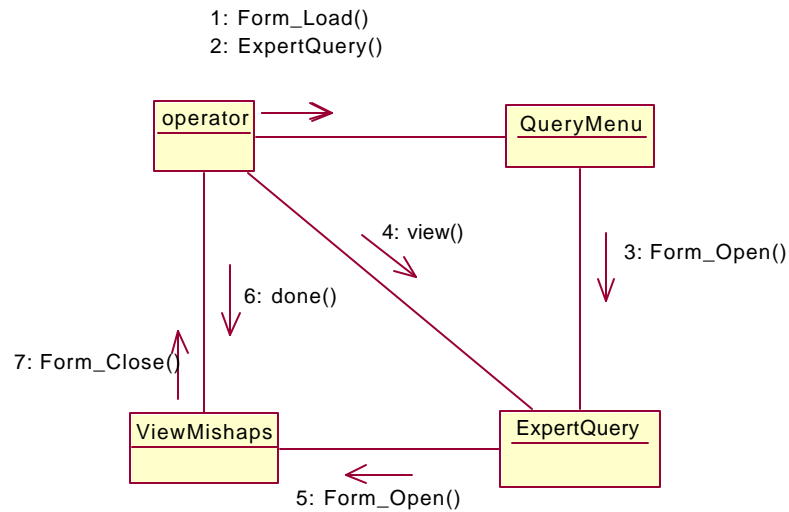 1: Form_Load()
2: ExpertQuery()
operator
QueryMenu
4: view()
3: Form_Open()
6: done()
7: Form_Close()
ViewMishaps
ExpertQuery
5: Form_Open()